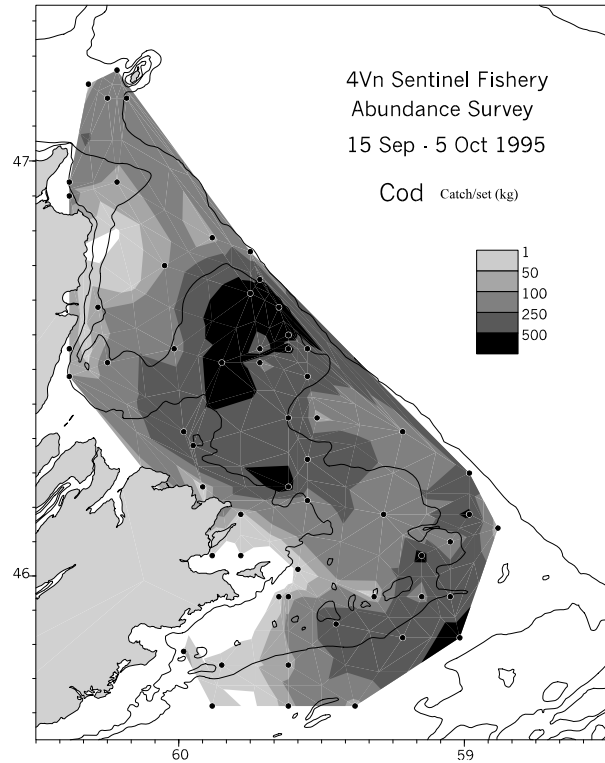 4Vn Sentinel Fishery
Abundance Survey
15 Sep - 5 Oct 1995
Cod Catch/set (kg)
1
50
100
250
500
47
46
60
59